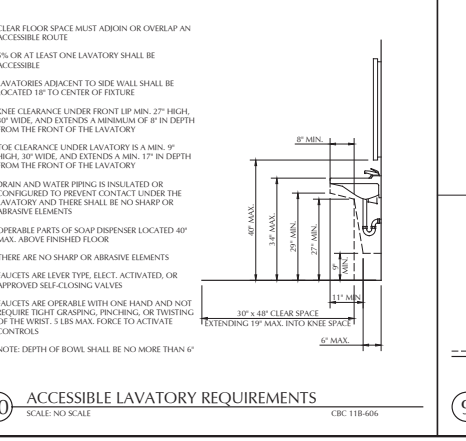 CLEAR FLOOR SPACE MUST ADJOIN OR OVERLAP AN
ACCESSIBLE ROUTE
5% OR AT LEAST ONE LAVATORY SHALL BE
ACCESSIBLE
LAVATORIES ADJACENT TO SIDE WALL SHALL BE
LOCATED 18" TO CENTER OF FIXTURE
KNEE CLEARANCE UNDER FRONT LIP MIN. 27" HIGH,
30" WIDE, AND EXTENDS A MINIMUM OF 8" IN DEPTH
FROM THE FRONT OF THE LAVATORY
TOE CLEARANCE UNDER LAVATORY IS A MIN. 9"
HIGH, 30" WIDE, AND EXTENDS A MIN. 17" IN DEPTH
FROM THE FRONT OF THE LAVATORY
DRAIN AND WATER PIPING IS INSULATED OR
CONFIGURED TO PREVENT CONTACT UNDER THE
LAVATORY AND THERE SHALL BE NO SHARP OR
ABRASIVE ELEMENTS
OPERABLE PARTS OF SOAP DISPENSER LOCATED 40"
MAX. ABOVE FINISHED FLOOR
THERE ARE NO SHARP OR ABRASIVE ELEMENTS
FAUCETS ARE LEVER TYPE, ELECT. ACTIVATED, OR
APPROVED SELF-CLOSING VALVES
FAUCETS ARE OPERABLE WITH ONE HAND AND NOT
REQUIRE TIGHT GRASPING, PINCHING, OR TWISTING
OF THE WRIST. 5 LBS MAX. FORCE TO ACTIVATE
CONTROLS
NOTE: DEPTH OF BOWL SHALL BE NO MORE THAN 6"
8" MIN.
40" MAX.
34" MAX.
29" MIN.
27" MIN.
9"
MIN.
11" MIN
30" x 48" CLEAR SPACE
EXTENDING 19" MAX. INTO KNEE SPACE
6" MAX.
0
ACCESSIBLE LAVATORY REQUIREMENTS
SCALE: NO SCALE
CBC 11B-606
9